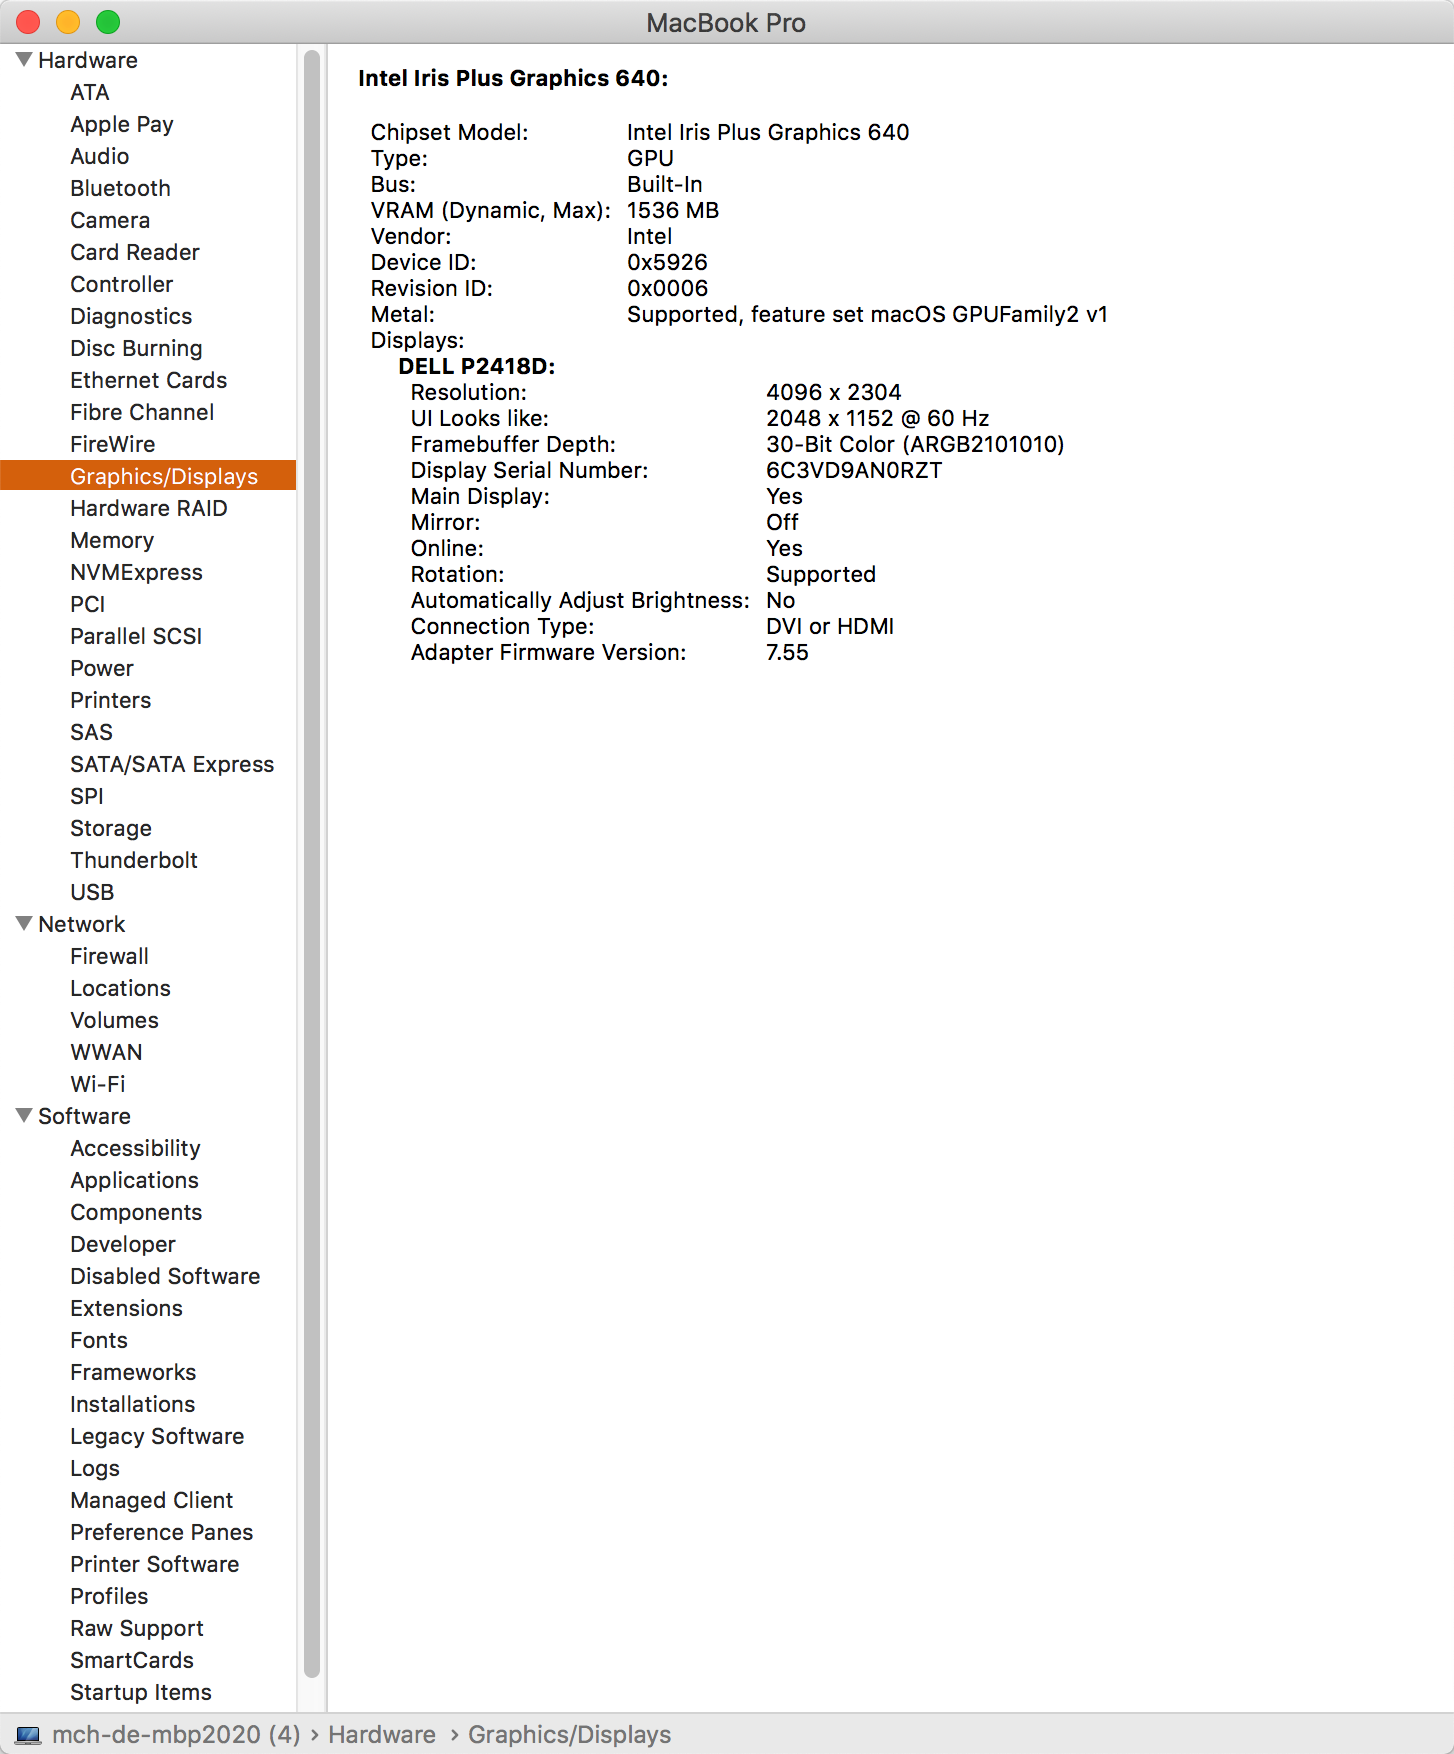 MacBook Pro
Hardware
ATA
Apple Pay
Audio
Bluetooth
Camera
Card Reader
Controller
Diagnostics
Disc Burning
Ethernet Cards
Fibre Channel
FireWire
Graphics/Displays
Hardware RAID
Memory
NVMExpress
PCI
Parallel SCSI
Power
Printers
SAS
SATA/SATA Express
SPI
Storage
Thunderbolt
USB
Network
Firewall
Locations
Volumes
WWAN
Wi-Fi
Software
Accessibility
Applications
Components
Developer
Disabled Software
Extensions
Fonts
Frameworks
Installations
Legacy Software
Logs
Managed Client
Preference Panes
Printer Software
Profiles
Raw Support
SmartCards
Startup Items
Intel Iris Plus Graphics 640:
Chipset Model: Intel Iris Plus Graphics 640
Type: GPU
Bus: Built-In
VRAM (Dynamic, Max): 1536 MB
Vendor: Intel
Device ID: 0x5926
Revision ID: 0x0006
Metal: Supported, feature set macOS GPUFamily2 v1
Displays:
DELL P2418D:
Resolution: 4096 x 2304
UI Looks like: 2048 x 1152 @ 60 Hz
Framebuffer Depth: 30-Bit Color (ARGB2101010)
Display Serial Number: 6C3VD9AN0RZT
Main Display: Yes
Mirror: Off
Online: Yes
Rotation: Supported
Automatically Adjust Brightness: No
Connection Type: DVI or HDMI
Adapter Firmware Version: 7.55
mch-de-mbp2020 (4) › Hardware › Graphics/Displays